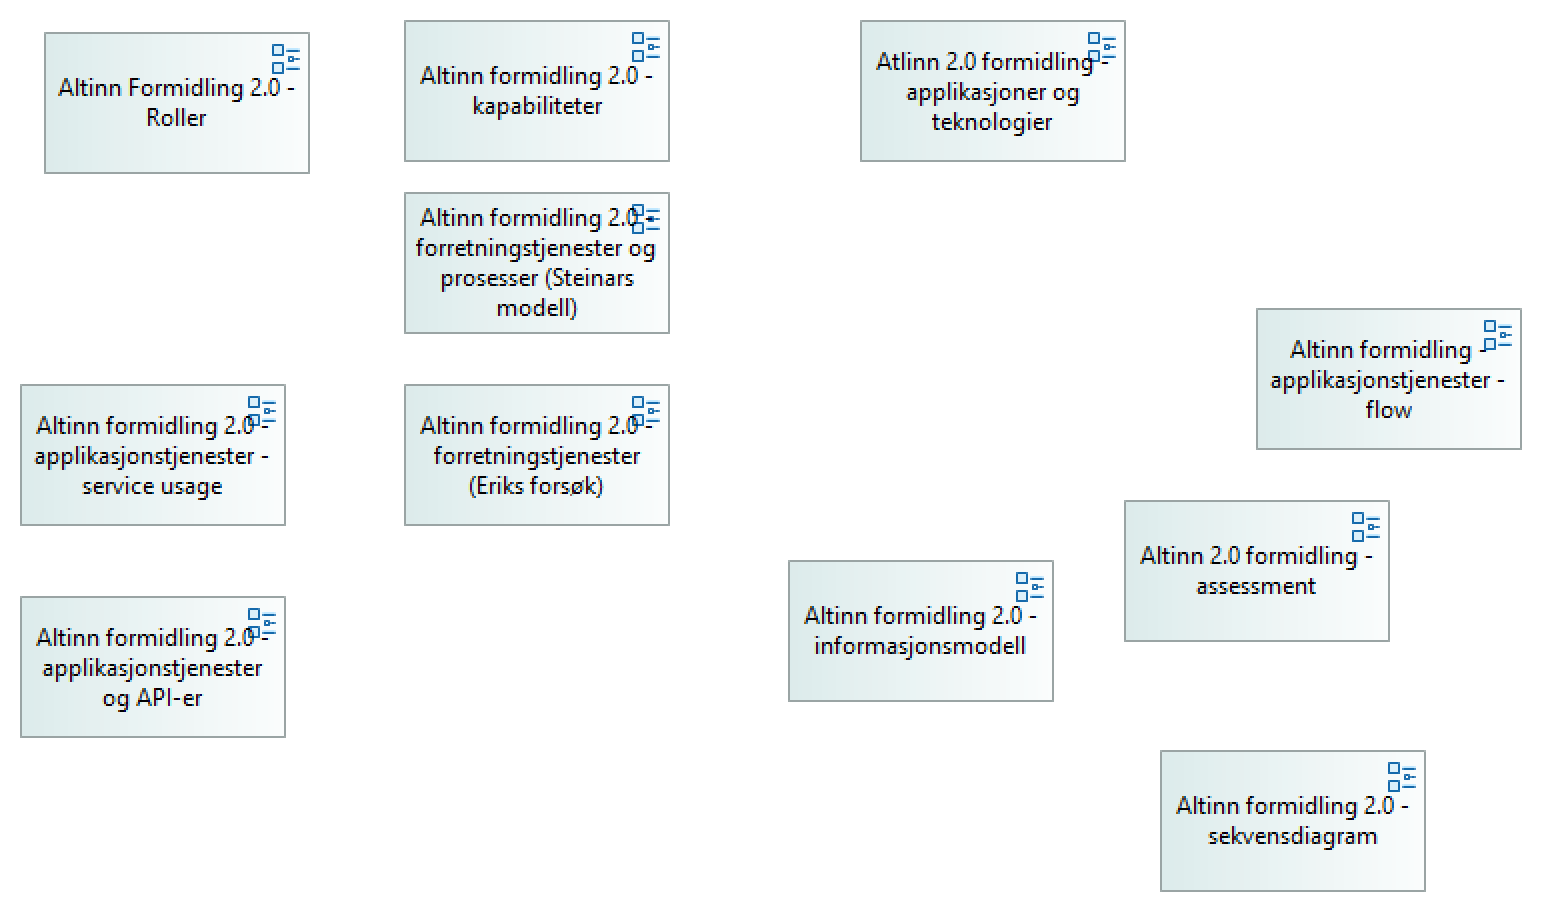 Altinn Formidling 2.0 -
Roller
Altinn formidling 2.0 -
kapabiliteter
Atlinn 2.0 formidling -
applikasjoner og
teknologier
Altinn formidling 2.0 -
forretningstjenester og
prosesser (Steinars
modell)
Altinn formidling -
applikasjonstjenester -
flow
Altinn formidling 2.0 -
applikasjonstjenester -
service usage
Altinn formidling 2.0 -
forretningstjenester
(Eriks forsøk)
Altinn 2.0 formidling -
assessment
Altinn formidling 2.0 -
informasjonsmodell
Altinn formidling 2.0 -
applikasjonstjenester
og API-er
Altinn formidling 2.0 -
sekvensdiagram